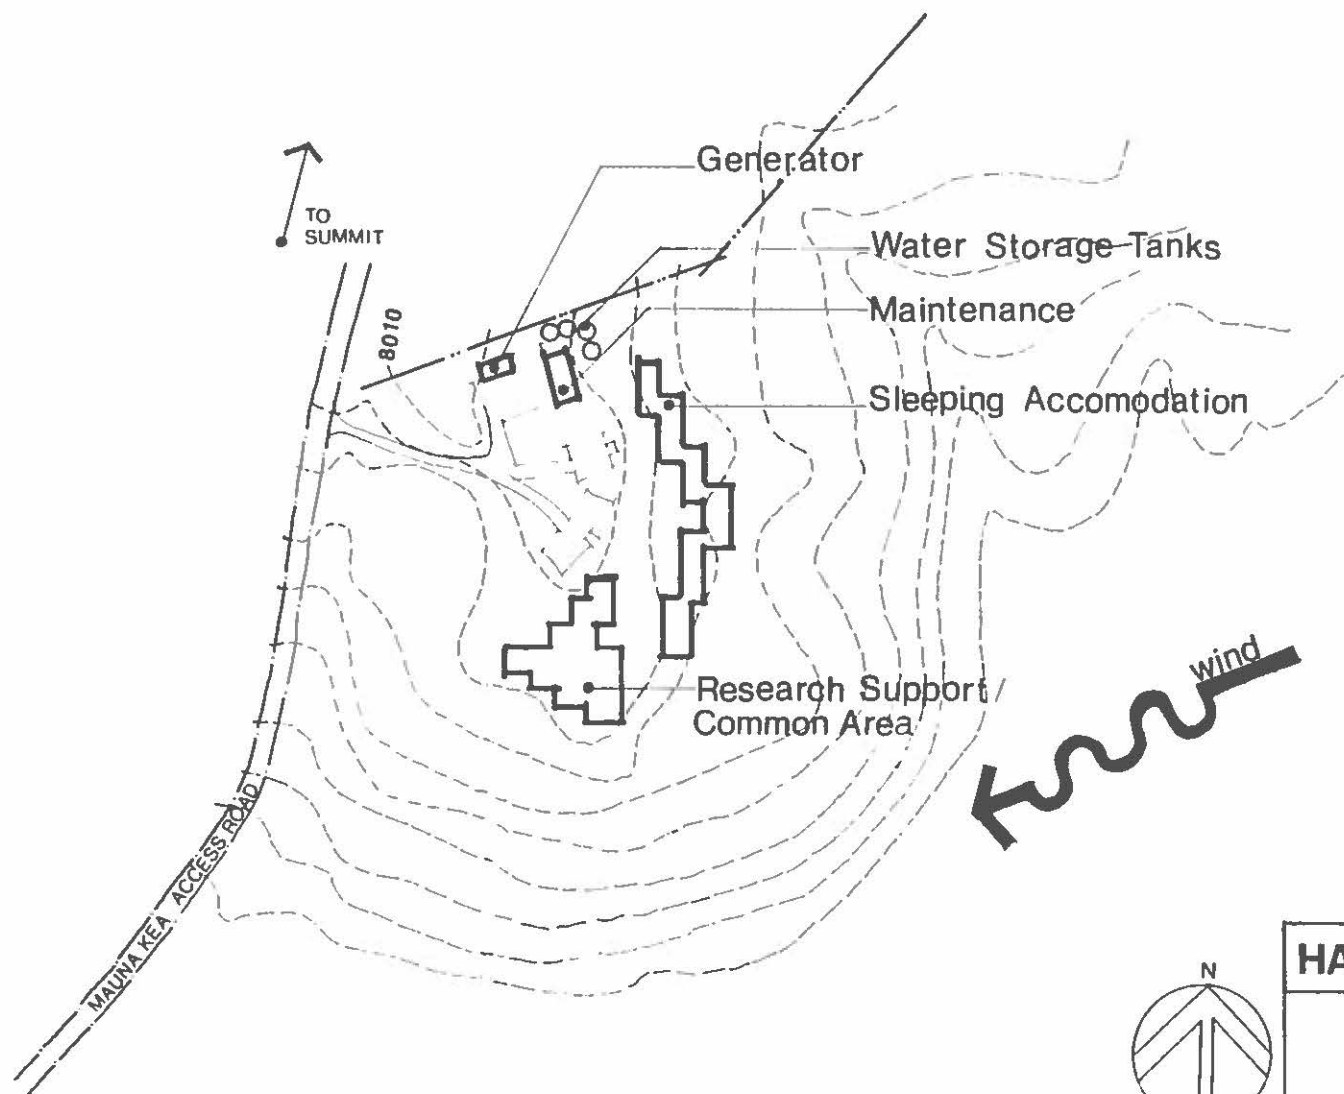 Generator
TO
SUMMIT
Water Storage Tanks
8010
Maintenance
Sleeping Accomodation
wind
Research Support
Common Area
MAUNA KEA ACCESS ROAD
HA
N